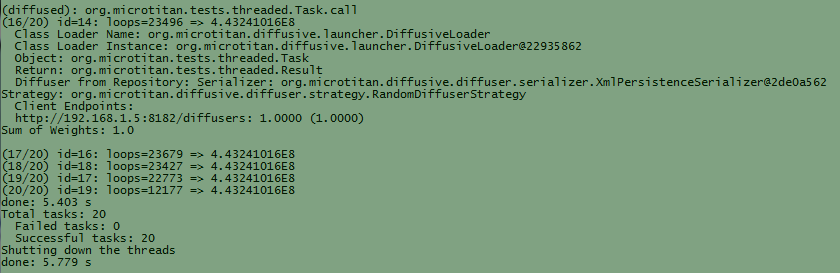 (diffused): org.microtitan.tests.threaded.Task.call
(16/20) id=14: loops=23496 => 4.43241016E8
Class Loader Name: org.microtitan.diffusive.launcher.DiffusiveLoader
Class Loader Instance: org.microtitan.diffusive.launcher.DiffusiveLoader@22935862
Object: org.microtitan.tests.threaded.Task
Return: org.microtitan.tests.threaded.Result
Diffuser from Repository: Serializer: org.microtitan.diffusive.diffuser.serializer.XmlPersistenceSerializer@2de0a562
Strategy: org.microtitan.diffusive.diffuser.strategy.RandomDiffuserStrategy
Client Endpoints:
http://192.168.1.5:8182/diffusers: 1.0000 (1.0000)
Sum of Weights: 1.0
(17/20) id=16: loops=23679 => 4.43241016E8
(18/20) id=18: loops=23427 => 4.43241016E8
(19/20) id=17: loops=22773 => 4.43241016E8
(20/20) id=19: loops=12177 => 4.43241016E8
done: 5.403 s
Total tasks: 20
Failed tasks: 0
Successful tasks: 20
Shutting down the threads
done: 5.779 s